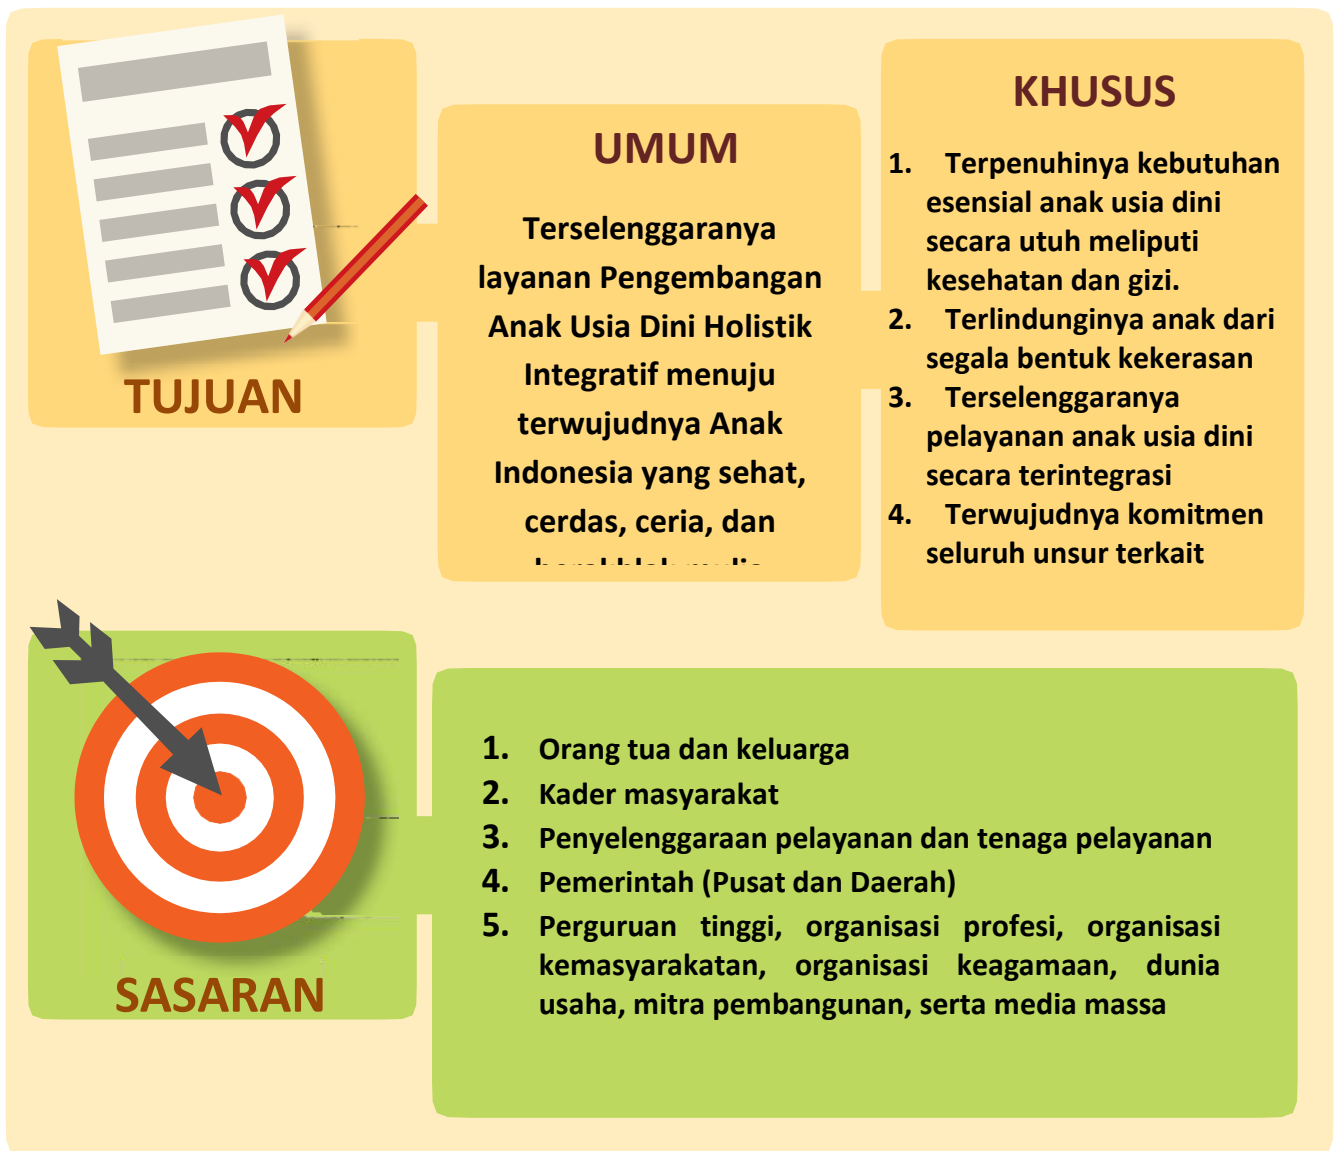 TUJUAN
UMUM
Terselenggaranya
layanan Pengembangan
Anak Usia Dini Holistik
Integratif menuju
terwujudnya Anak
Indonesia yang sehat,
cerdas, ceria, dan
KHUSUS
1. Terpenuhinya kebutuhan
esensial anak usia dini
secara utuh meliputi
kesehatan dan gizi.
2. Terlindunginya anak dari
segala bentuk kekerasan
3. Terselenggaranya
pelayanan anak usia dini
secara terintegrasi
4. Terwujudnya komitmen
seluruh unsur terkait
SASARAN
1. Orang tua dan keluarga
2. Kader masyarakat
3. Penyelenggaraan pelayanan dan tenaga pelayanan
4. Pemerintah (Pusat dan Daerah)
5. Perguruan tinggi, organisasi profesi, organisasi
kemasyarakatan, organisasi keagamaan, dunia
usaha, mitra pembangunan, serta media massa